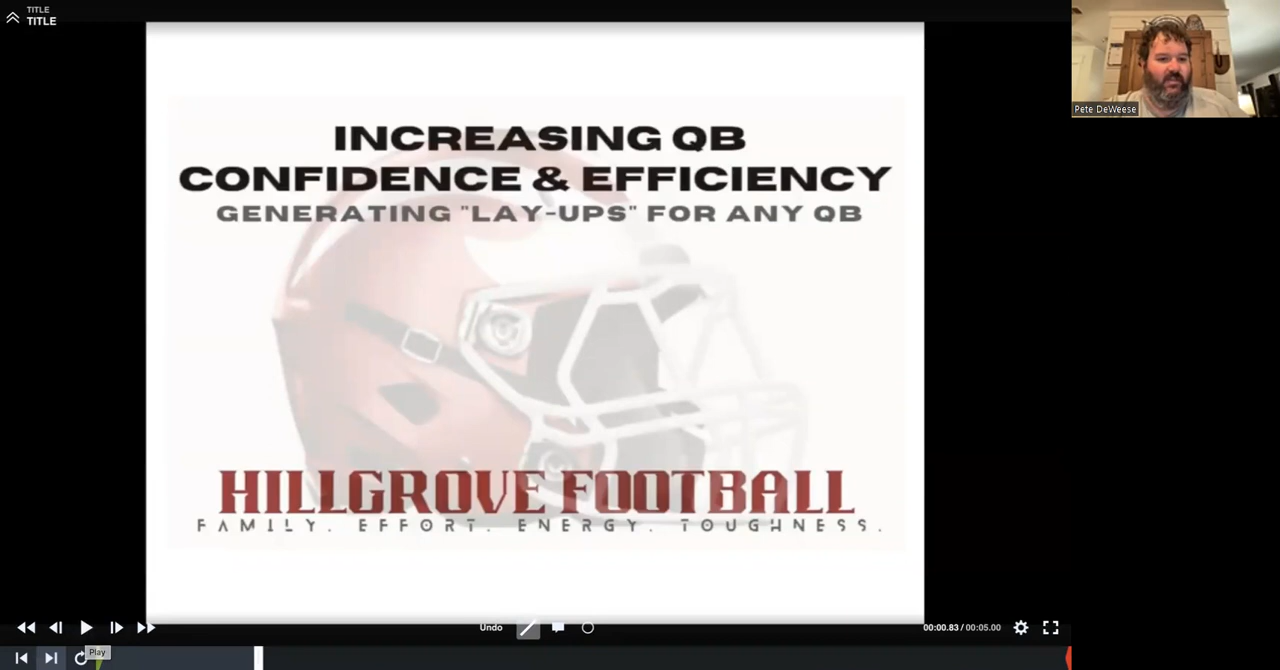 TITLE
TITLE
Pete DeWeese
INCREASING QB
CONFIDENCE & EFFICIENCY
GENERATING "LAY-UPS" FOR ANY QB
HILLGROVE FOOTBALL
FAMILY. EFFORT. ENERGY. TOUGHNESS.
Undo
00:00.83 / 00:05.00
Play